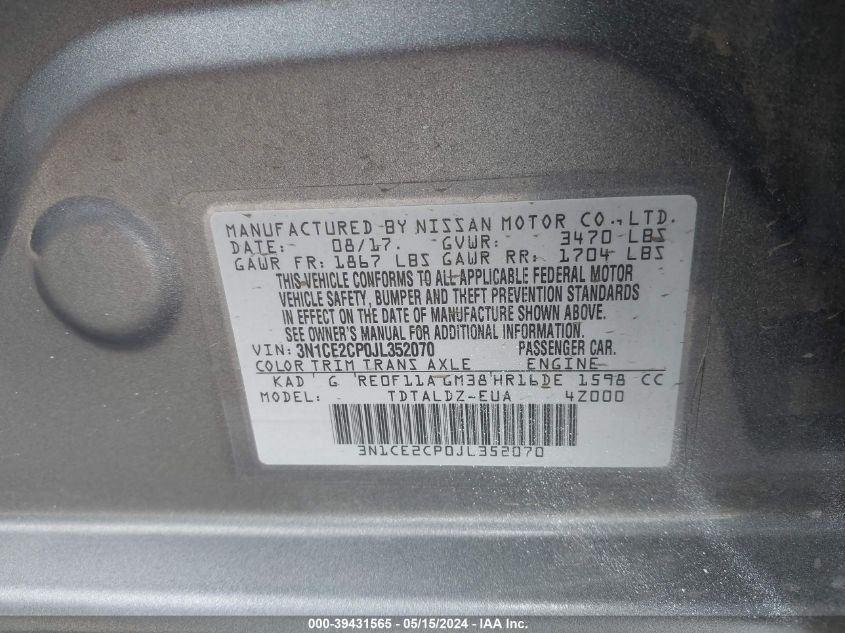 MANUFACTURED BY NISSAN MOTOR CO., LTD.
DATE: 08/17. GVWR: 3470 LBS
GAWR FR: 1867 LBS GAWR RR: 1704 LBS
THIS VEHICLE CONFORMS TO ALL APPLICABLE FEDERAL MOTOR
VEHICLE SAFETY, BUMPER AND THEFT PREVENTION STANDARDS
IN EFFECT ON THE DATE OF MANUFACTURE SHOWN ABOVE.
SEE OWNER'S MANUAL FOR ADDITIONAL INFORMATION.
VIN: 3N1CE2CP0JL352070 PASSENGER CAR.
COLOR TRIM TRANS AXLE ENGINE
KAD G RE0F11A GM38 HR16DE 1598 CC
MODEL: TDTALDZ-EUA 4Z000
3N1CE2CP0JL352070
000-39431565 - 05/15/2024 - IAA Inc.